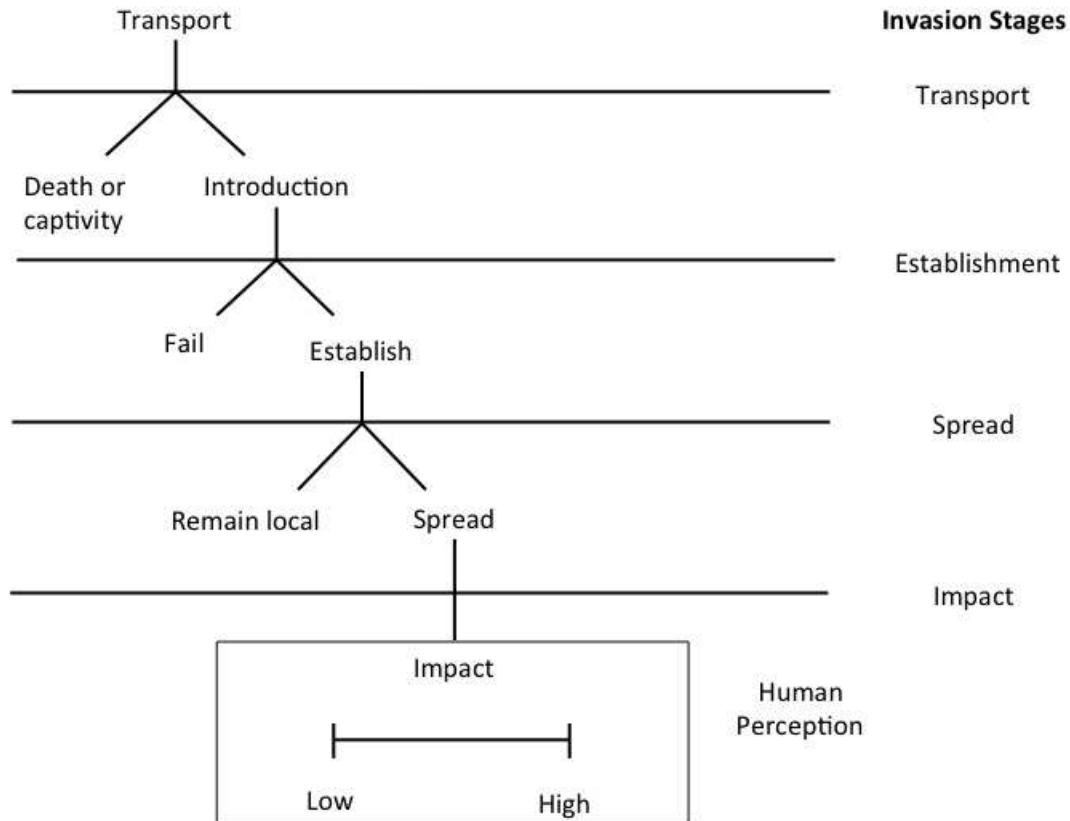 Transport
Invasion Stages
Transport
Death or
captivity
Introduction
Establishment
Fail
Establish
Spread
Remain local
Spread
Impact
Impact
Human
Perception
Low
High